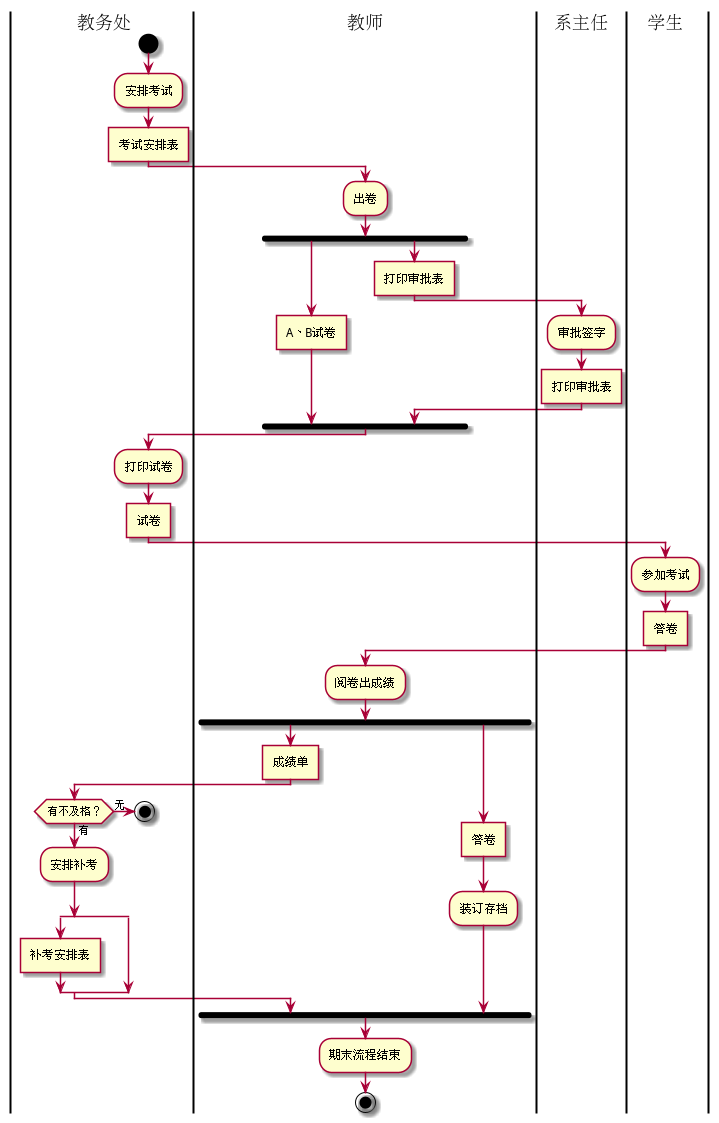 教务处
教师
系主任
学生
安排考试
考试安排表
出卷
打印审批表
A、B试卷
审批签字
打印审批表
打印试卷
试卷
参加考试
答卷
阅卷出成绩
成绩单
有不及格？
无
有
答卷
安排补考
装订存档
补考安排表
期末流程结束